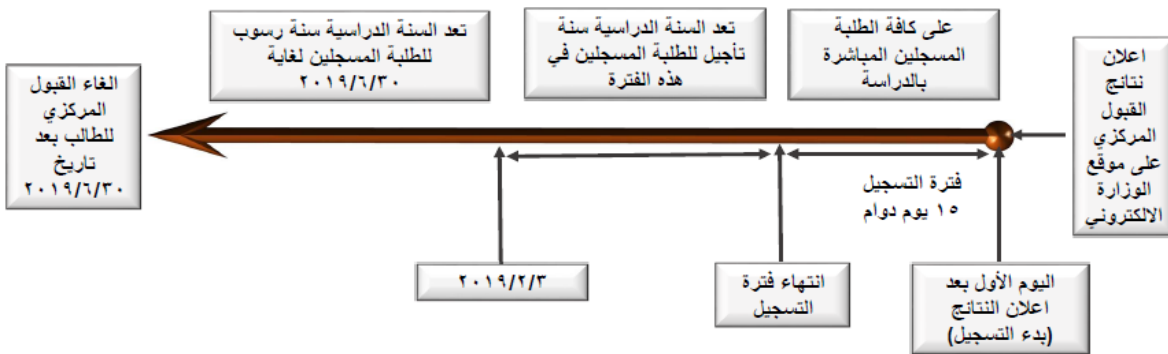 على كافة الطلبة
المسجلين المباشرة
بالدراسة
تعد السنة الدراسية سنة
تأجيل للطلبة المسجلين في
هذه الفترة
تعد السنة الدراسية سنة رسوب
للطلبة المسجلين لغاية
٢٠١٩/٦/٣٠
اعلان
نتائج
القبول
المركزي
على موقع
الوزارة
الالكتروني
الغاء القبول
المركزي
للطالب بعد
تاريخ
٢٠١٩/٦/٣٠
فترة التسجيل
١٥ يوم دوام
اليوم الأول بعد
اعلان النتائج
(بدء التسجيل)
انتهاء فترة
التسجيل
٢٠١٩/٢/٣